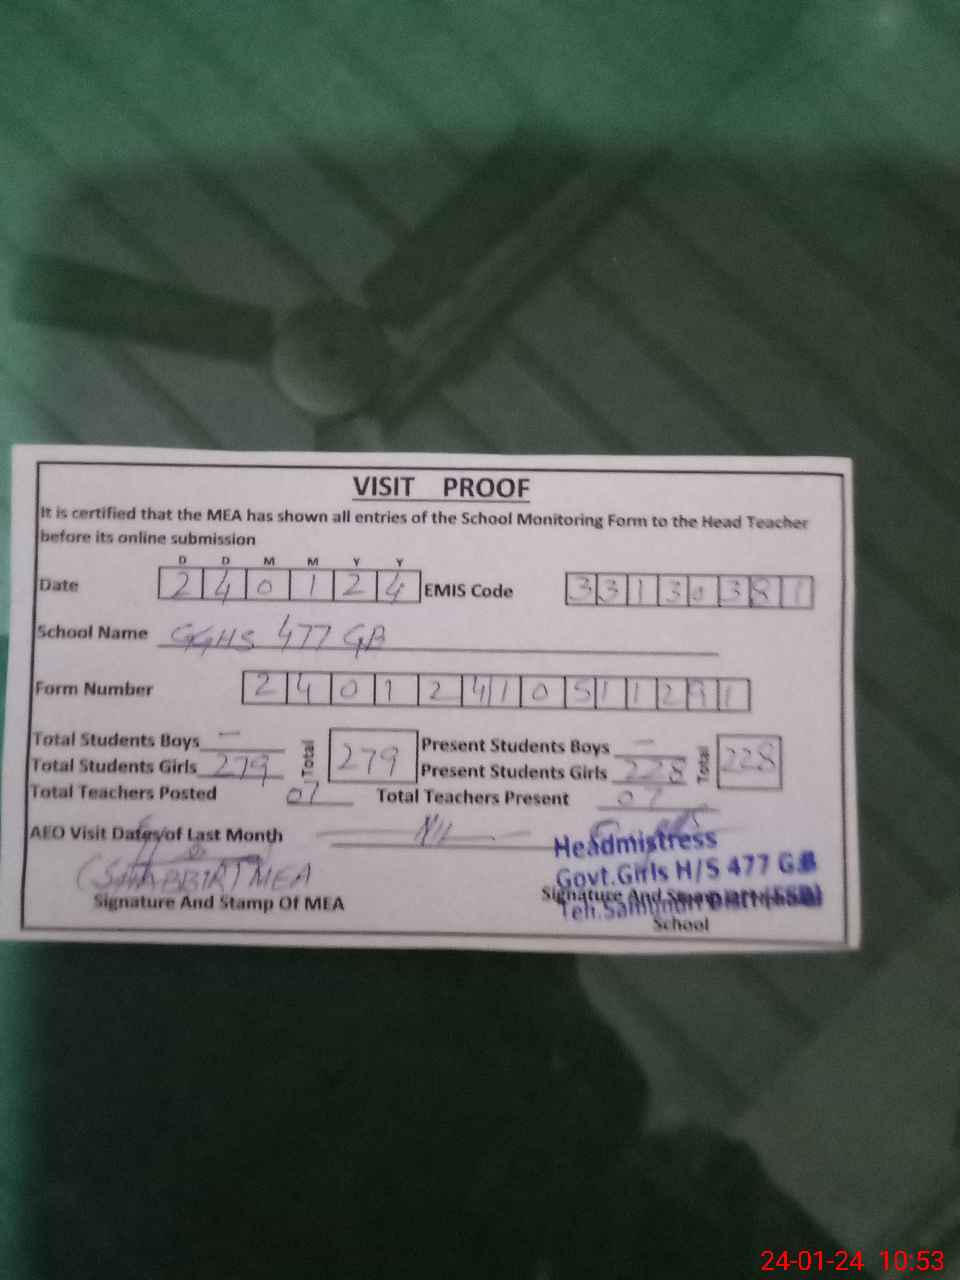 VISIT PROOF
It is certified that the MEA has shown all entries of the School Monitoring Form to the Head Teacher
before its online submission
D D M M Y Y
Date 2 4 0 1 2 4 EMIS Code 3 3 1 3 0 3 8 1
School Name GGHS 477 GB
Form Number 2 4 0 1 2 4 1 0 5 1 1 2 9 1
Total Students Boys — Total 279 Present Students Boys — Total 228
Total Students Girls 279 Present Students Girls 228
Total Teachers Posted 07 Total Teachers Present 07
AEO Visit Dates/of Last Month Nil
Headmistress
Govt.Girls H/S 477 G.B
(SHABBIR) MEA
Signature And Stamp Of MEA Signature And
School
24-01-24 10:53